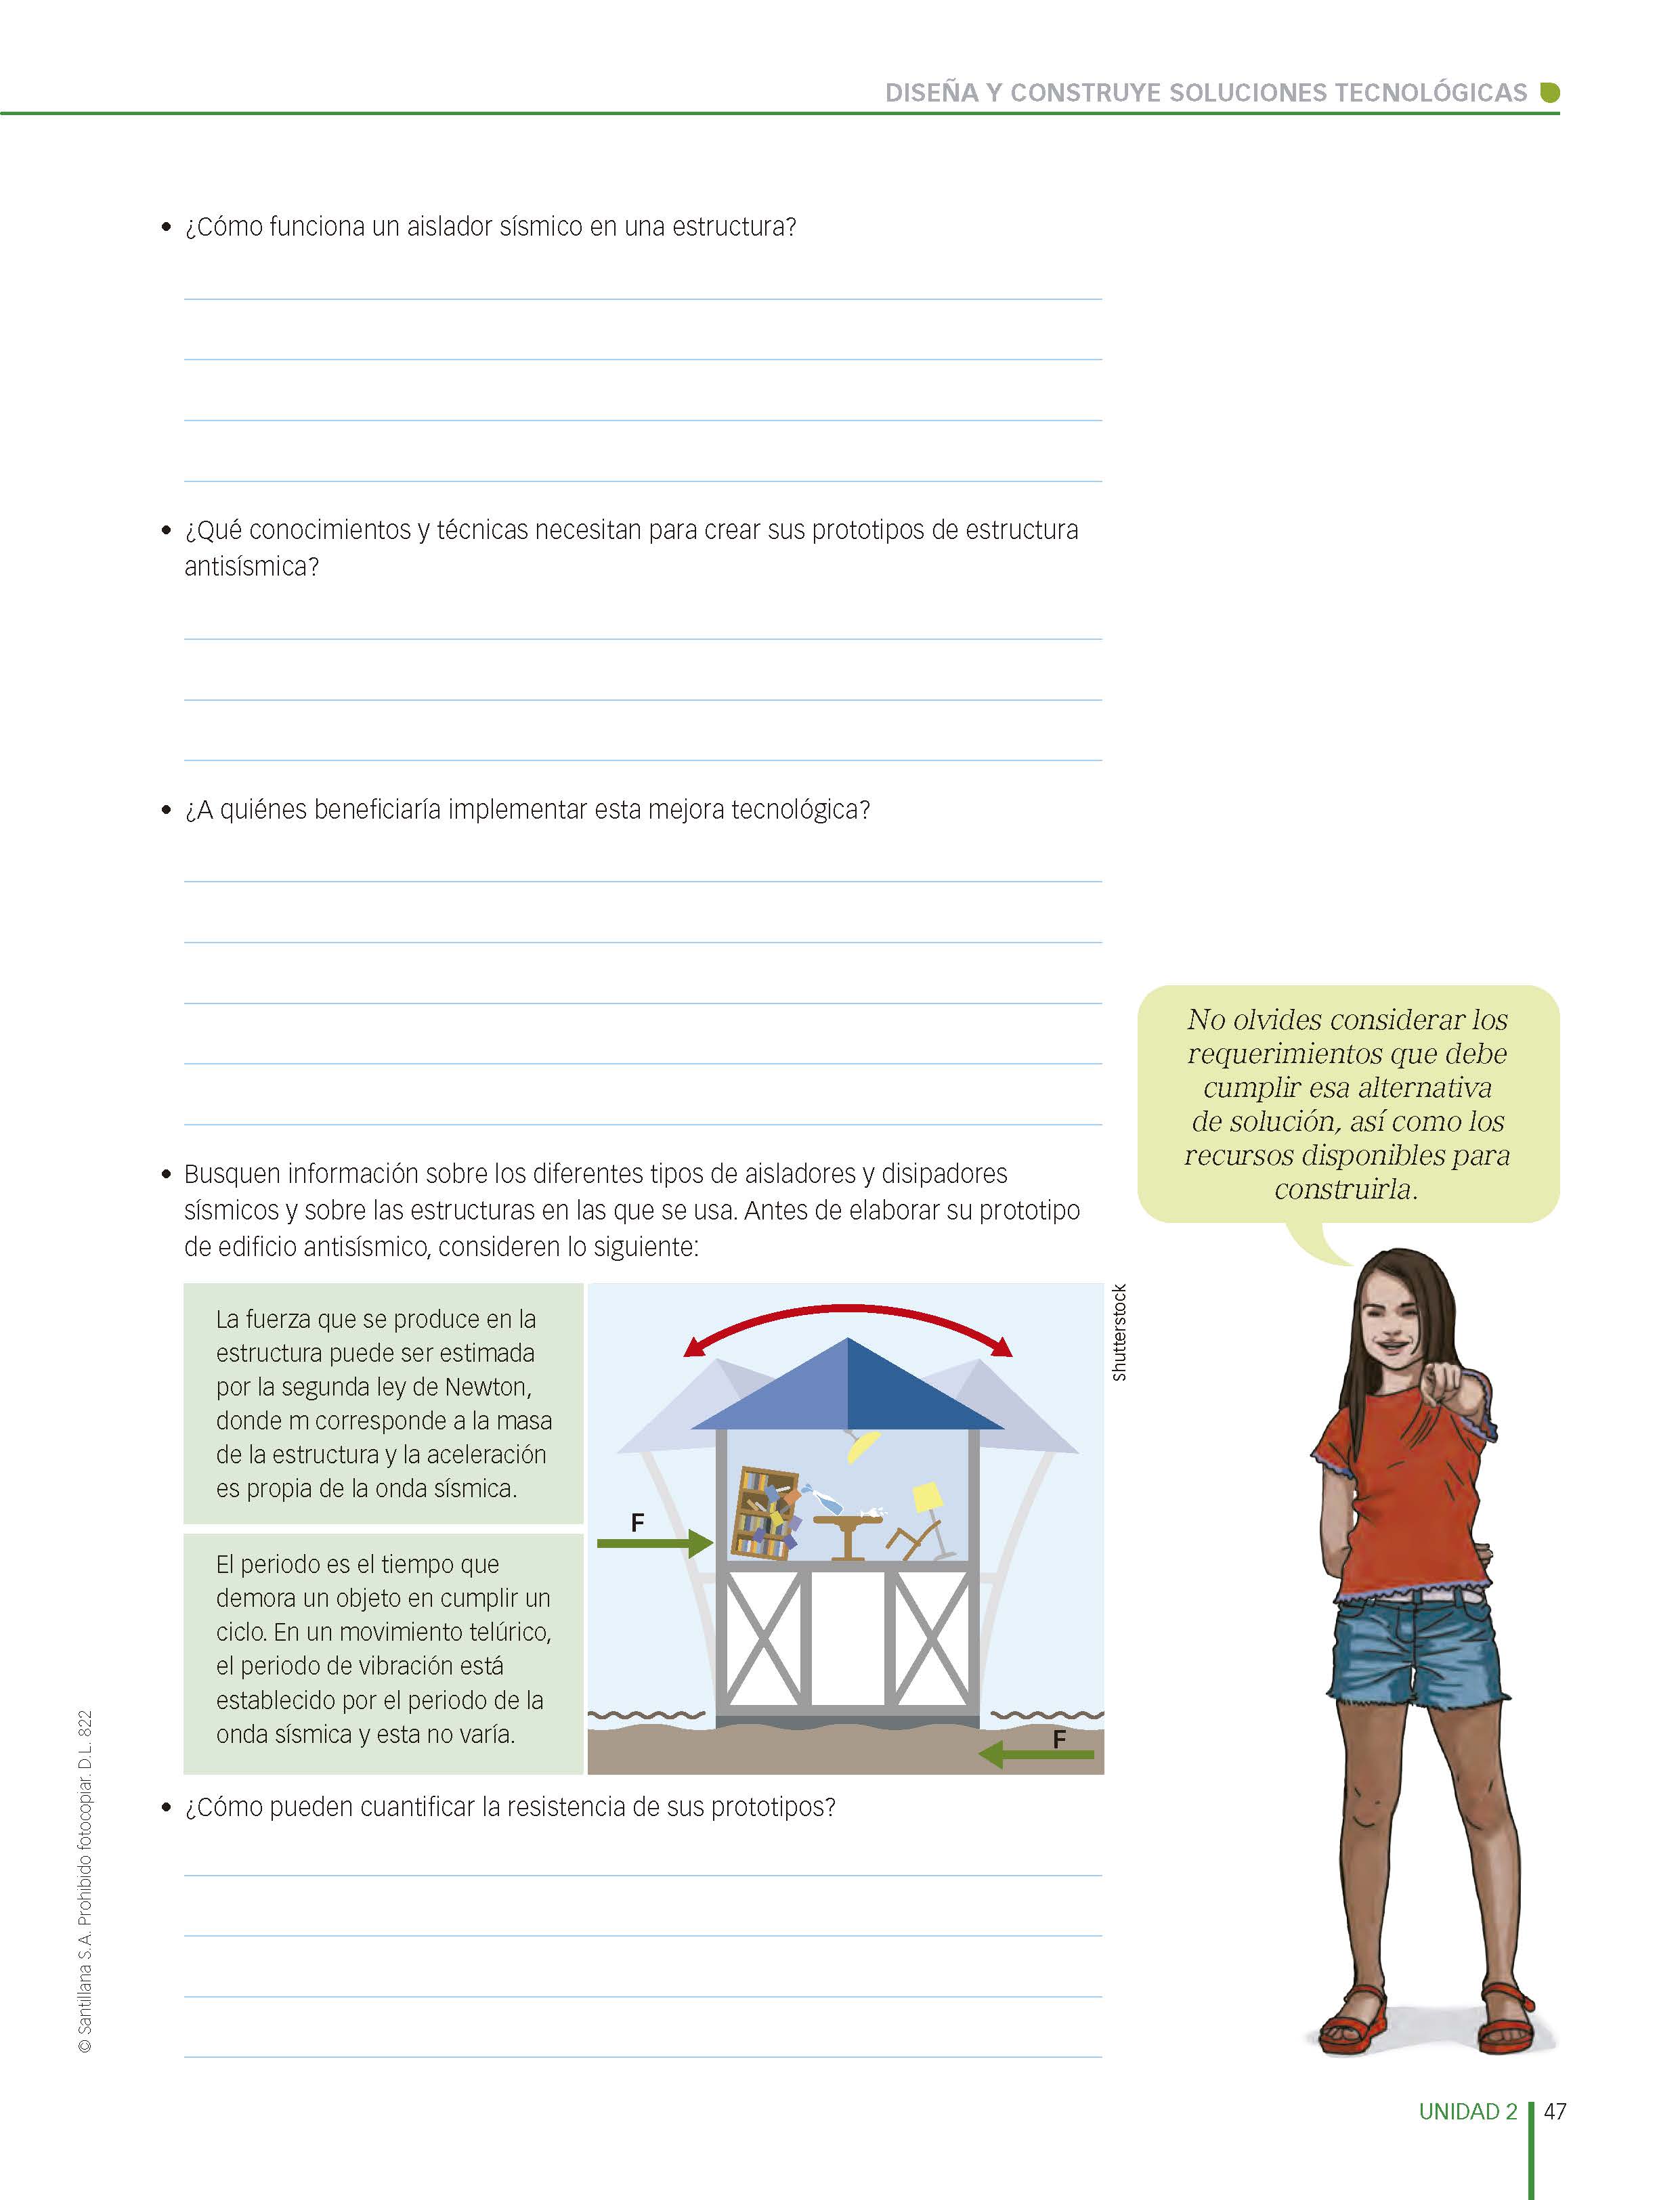 DISEÑA Y CONSTRUYE SOLUCIONES TECNOLÓGICAS
• ¿Cómo funciona un aislador sísmico en una estructura?
• ¿Qué conocimientos y técnicas necesitan para crear sus prototipos de estructura
antisísmica?
• ¿A quiénes beneficiaría implementar esta mejora tecnológica?
No olvides considerar los
requerimientos que debe
cumplir esa alternativa
de solución, así como los
recursos disponibles para
construirla.
• Busquen información sobre los diferentes tipos de aisladores y disipadores
sísmicos y sobre las estructuras en las que se usa. Antes de elaborar su prototipo
de edificio antisísmico, consideren lo siguiente:
La fuerza que se produce en la
estructura puede ser estimada
por la segunda ley de Newton,
donde m corresponde a la masa
de la estructura y la aceleración
es propia de la onda sísmica.
El periodo es el tiempo que
demora un objeto en cumplir un
ciclo. En un movimiento telúrico,
el periodo de vibración está
establecido por el periodo de la
onda sísmica y esta no varía.
F
F
Shutterstock
• ¿Cómo pueden cuantificar la resistencia de sus prototipos?
© Santillana S.A. Prohibido fotocopiar. D.L. 822
UNIDAD 2 47